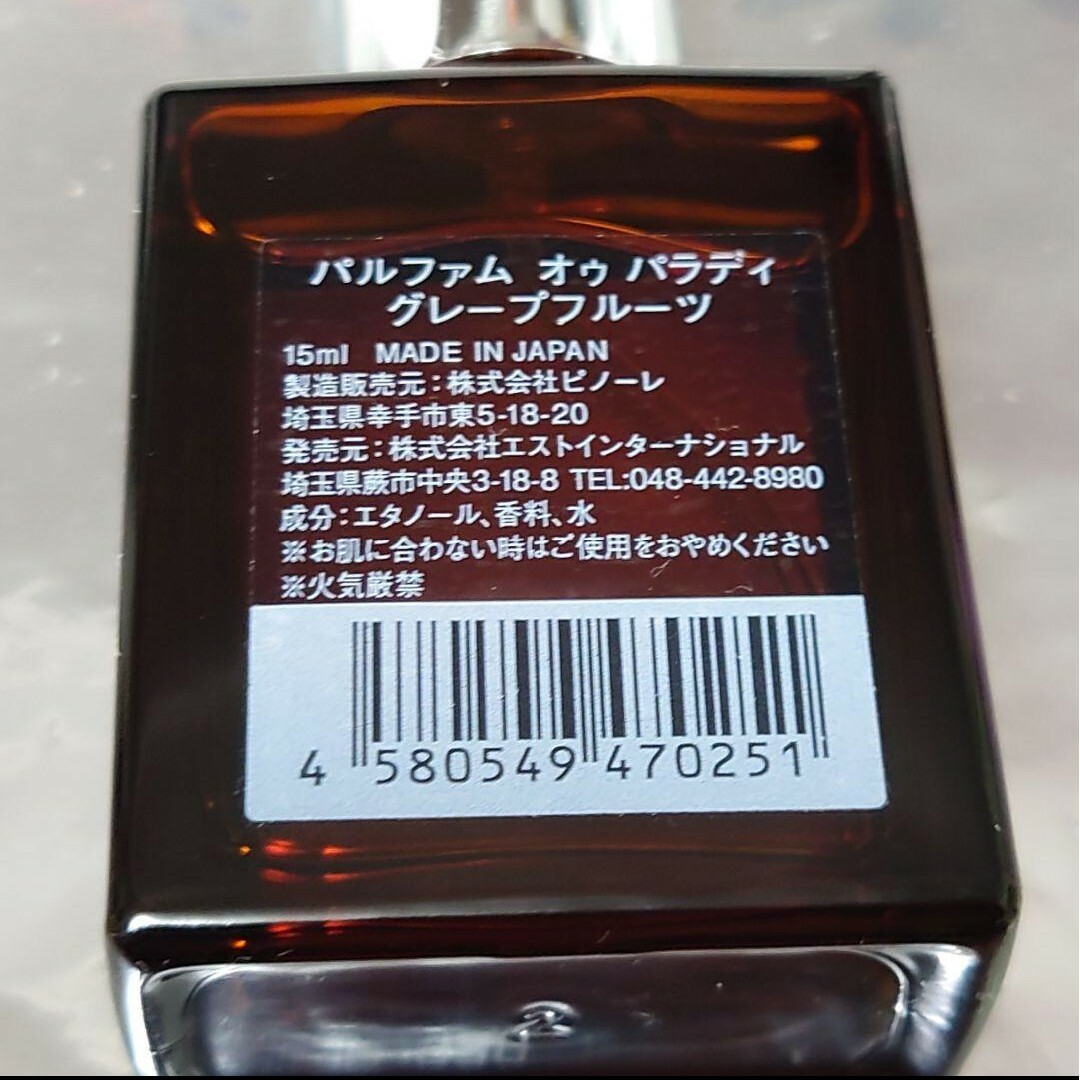 パルファム オゥ パラディ
グレープフルーツ
15ml MADE IN JAPAN
製造販売元：株式会社ピノーレ
埼玉県幸手市東5-18-20
発売元：株式会社エストインターナショナル
埼玉県蕨市中央3-18-8 TEL:048-442-8980
成分：エタノール、香料、水
※お肌に合わない時はご使用をおやめください
※火気厳禁
4 580549 470251
2